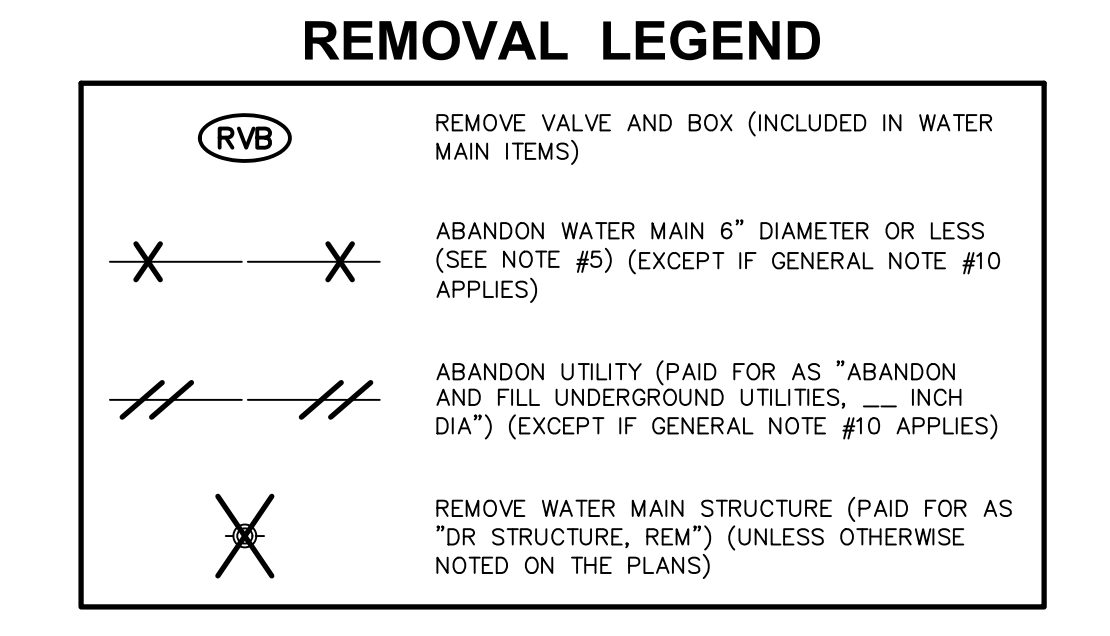 REMOVAL LEGEND
RVB
REMOVE VALVE AND BOX (INCLUDED IN WATER
MAIN ITEMS)
ABANDON WATER MAIN 6" DIAMETER OR LESS
(SEE NOTE #5) (EXCEPT IF GENERAL NOTE #10
APPLIES)
ABANDON UTILITY (PAID FOR AS "ABANDON
AND FILL UNDERGROUND UTILITIES, __ INCH
DIA") (EXCEPT IF GENERAL NOTE #10 APPLIES)
REMOVE WATER MAIN STRUCTURE (PAID FOR AS
"DR STRUCTURE, REM") (UNLESS OTHERWISE
NOTED ON THE PLANS)